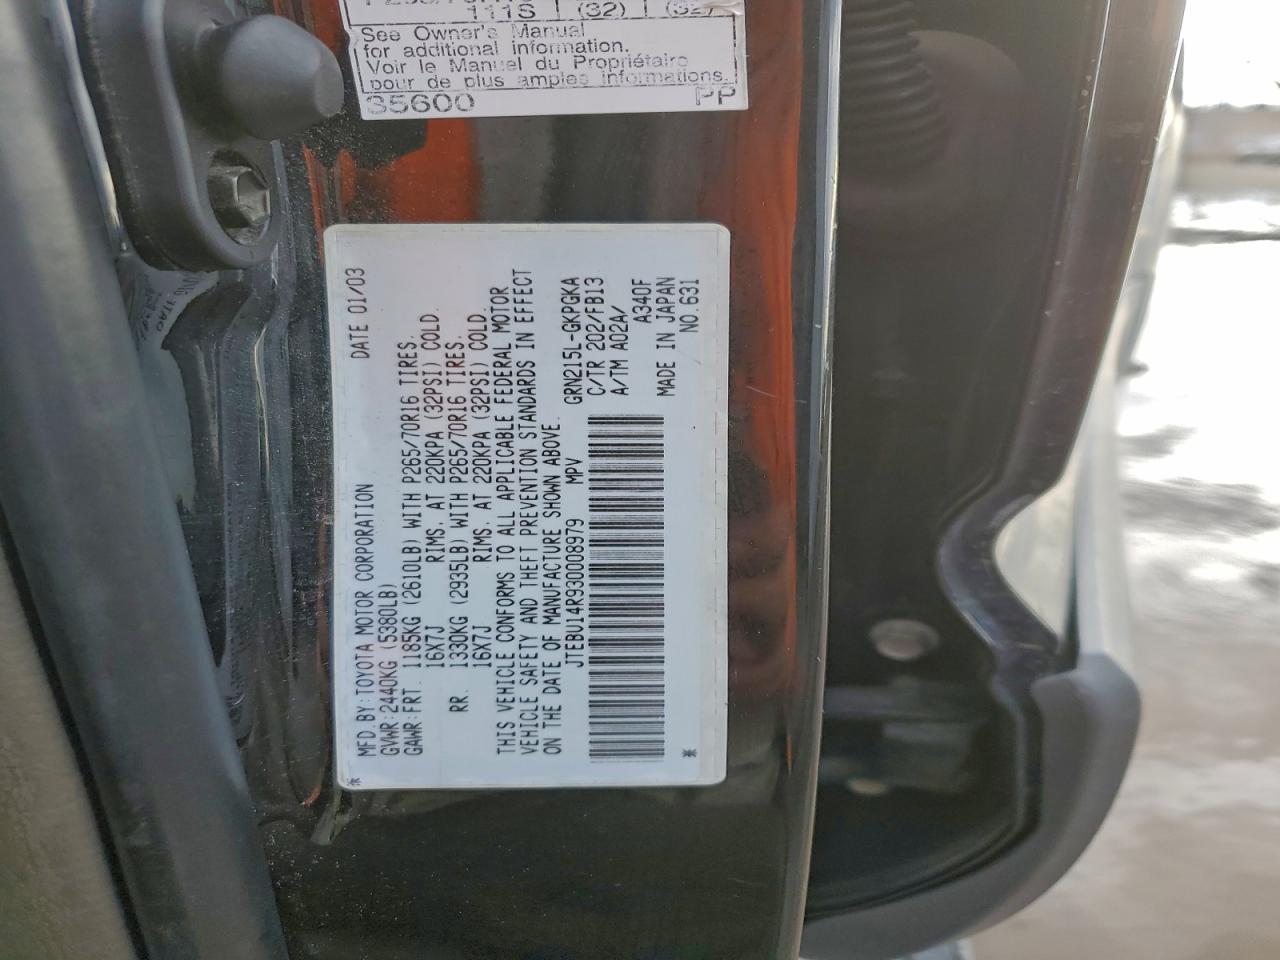 111S (32) (32)
See Owner's Manual
for additional information.
Voir le Manuel du Propriétaire
pour de plus amples informations.
35600 PP
MFD.BY:TOYOTA MOTOR CORPORATION DATE 01/03
GVWR:2440KG (5380LB)
GAWR:FRT. 1185KG (2610LB) WITH P265/70R16 TIRES.
16X7J RIMS. AT 220KPA (32PSI) COLD.
RR. 1330KG (2935LB) WITH P265/70R16 TIRES.
16X7J RIMS. AT 220KPA (32PSI) COLD.
THIS VEHICLE CONFORMS TO ALL APPLICABLE FEDERAL MOTOR
VEHICLE SAFETY AND THEFT PREVENTION STANDARDS IN EFFECT
ON THE DATE OF MANUFACTURE SHOWN ABOVE.
JTEBU14R930008979 MPV GRN215L-GKPGKA
C/TR 202/FB13
A/TM A02A/
A340F
MADE IN JAPAN
NO.631